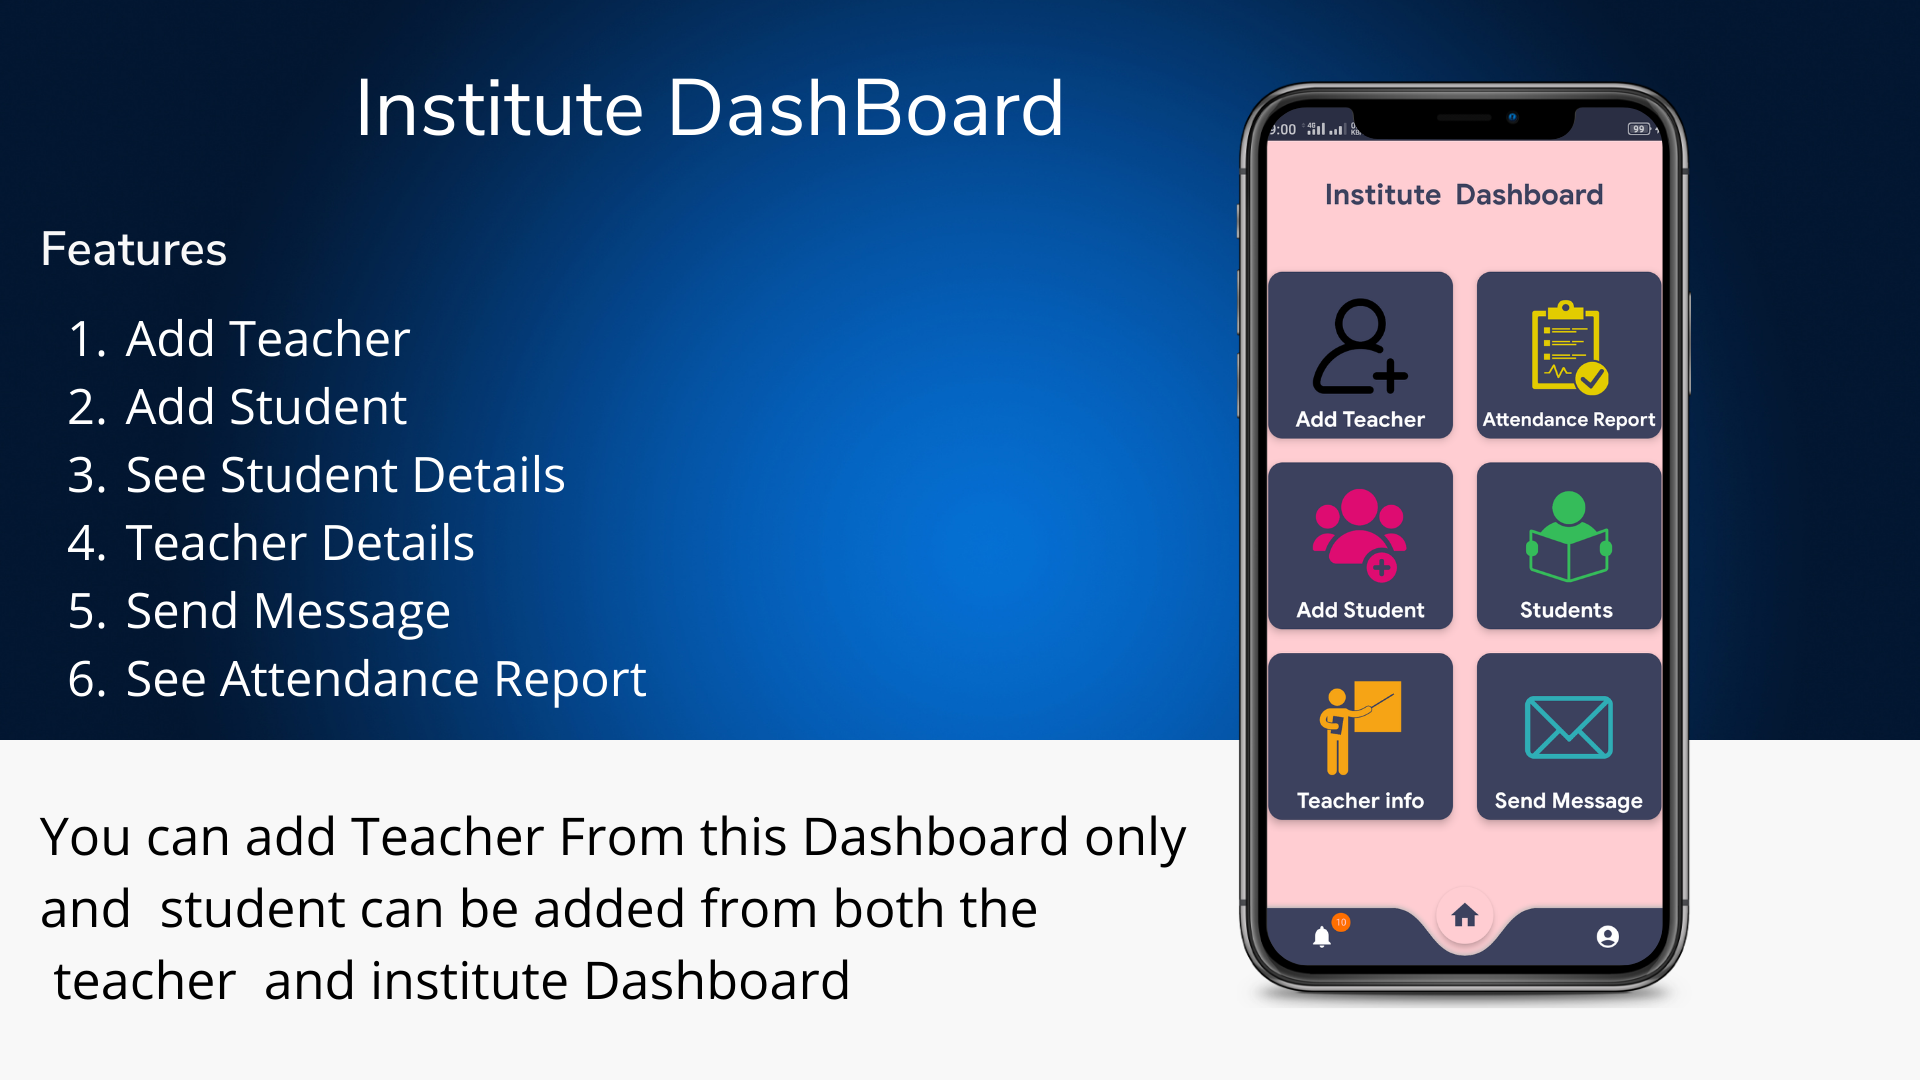 Institute DashBoard
Features
1. Add Teacher
2. Add Student
3. See Student Details
4. Teacher Details
5. Send Message
6. See Attendance Report
You can add Teacher From this Dashboard only
and student can be added from both the
teacher and institute Dashboard
:00 4G 99
Institute Dashboard
Add Teacher
Attendance Report
Add Student
Students
Teacher info
Send Message
10